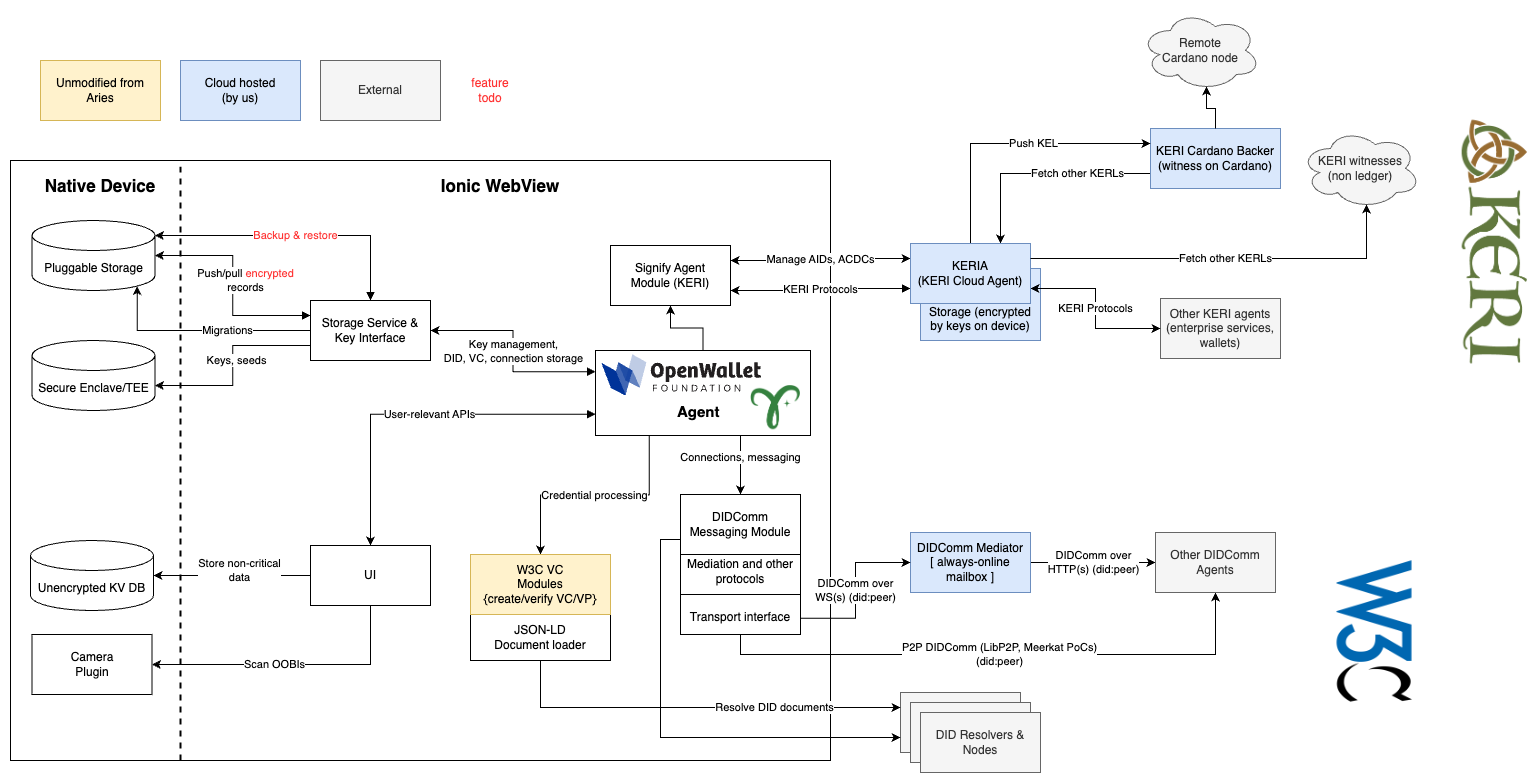 Unmodified from
Aries
Cloud hosted
(by us)
External
feature
todo
Remote
Cardano node
Push KEL
KERI Cardano Backer
(witness on Cardano)
Fetch other KERLs
KERI witnesses
(non ledger)
KERI
Native Device
Ionic WebView
Pluggable Storage
Backup & restore
Push/pull encrypted
records
Migrations
Keys, seeds
Secure Enclave/TEE
Storage Service &
Key Interface
Key management,
DID, VC, connection storage
Signify Agent
Module (KERI)
Manage AIDs, ACDCs
KERI Protocols
KERIA
(KERI Cloud Agent)
Storage (encrypted
by keys on device)
Fetch other KERLs
KERI Protocols
Other KERI agents
(enterprise services,
wallets)
OpenWallet
FOUNDATION
Agent
User-relevant APIs
Connections, messaging
Credential processing
DIDComm
Messaging Module
Mediation and other
protocols
Transport interface
Unencrypted KV DB
Store non-critical
data
UI
Camera
Plugin
Scan OOBIs
W3C VC
Modules
{create/verify VC/VP}
JSON-LD
Document loader
DIDComm over
WS(s) (did:peer)
DIDComm Mediator
[ always-online
mailbox ]
DIDComm over
HTTP(s) (did:peer)
Other DIDComm
Agents
P2P DIDComm (LibP2P, Meerkat PoCs)
(did:peer)
Resolve DID documents
DID Resolvers &
Nodes
W3C